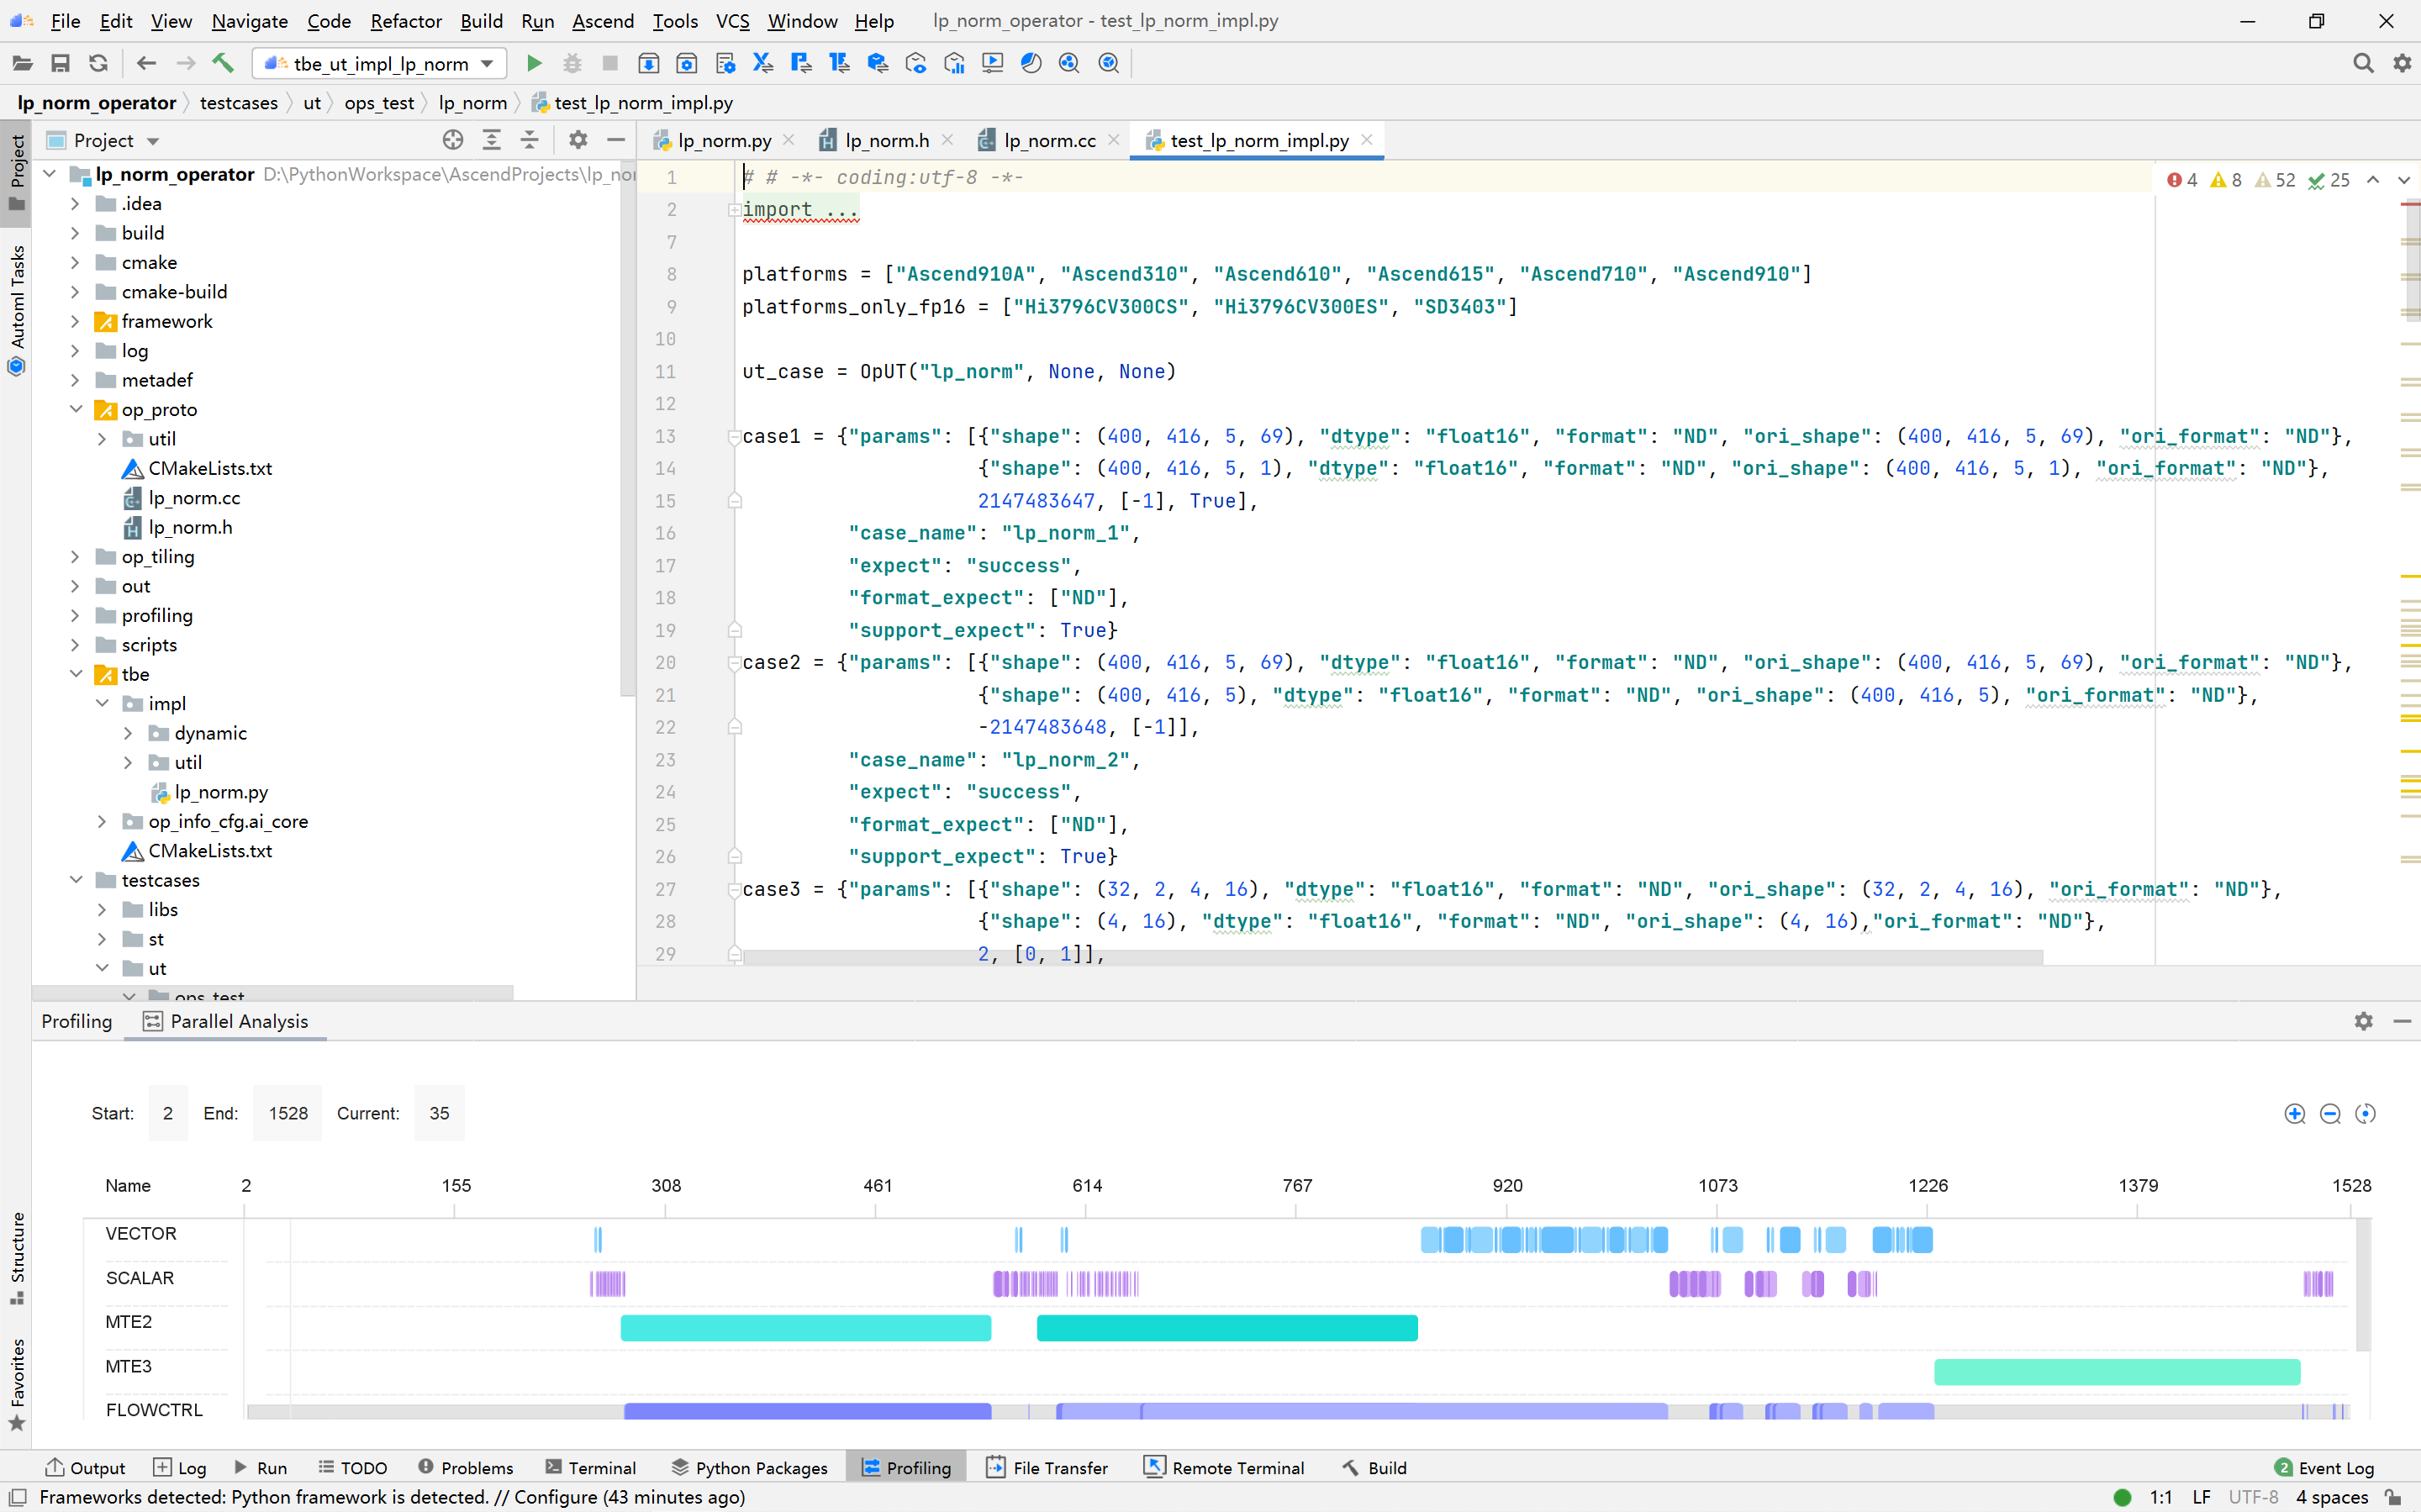 File Edit View Navigate Code Refactor Build Run Ascend Tools VCS Window Help lp_norm_operator - test_lp_norm_impl.py
tbe_ut_impl_lp_norm
lp_norm_operator testcases ut ops_test lp_norm test_lp_norm_impl.py
Project
lp_norm.py lp_norm.h lp_norm.cc test_lp_norm_impl.py
Project
Automl Tasks
Structure
Favorites
lp_norm_operator D:\PythonWorkspace\AscendProjects\lp_nor
.idea
build
cmake
cmake-build
framework
log
metadef
op_proto
util
CMakeLists.txt
lp_norm.cc
lp_norm.h
op_tiling
out
profiling
scripts
tbe
impl
dynamic
util
lp_norm.py
op_info_cfg.ai_core
CMakeLists.txt
testcases
libs
st
ut
ops_test
4 8 52 25
1 # # -*- coding:utf-8 -*-
2 import ...
7
8 platforms = ["Ascend910A", "Ascend310", "Ascend610", "Ascend615", "Ascend710", "Ascend910"]
9 platforms_only_fp16 = ["Hi3796CV300CS", "Hi3796CV300ES", "SD3403"]
10
11 ut_case = OpUT("lp_norm", None, None)
12
13 case1 = {"params": [{"shape": (400, 416, 5, 69), "dtype": "float16", "format": "ND", "ori_shape": (400, 416, 5, 69), "ori_format": "ND"},
14 {"shape": (400, 416, 5, 1), "dtype": "float16", "format": "ND", "ori_shape": (400, 416, 5, 1), "ori_format": "ND"},
15 2147483647, [-1], True],
16 "case_name": "lp_norm_1",
17 "expect": "success",
18 "format_expect": ["ND"],
19 "support_expect": True}
20 case2 = {"params": [{"shape": (400, 416, 5, 69), "dtype": "float16", "format": "ND", "ori_shape": (400, 416, 5, 69), "ori_format": "ND"},
21 {"shape": (400, 416, 5), "dtype": "float16", "format": "ND", "ori_shape": (400, 416, 5), "ori_format": "ND"},
22 -2147483648, [-1]],
23 "case_name": "lp_norm_2",
24 "expect": "success",
25 "format_expect": ["ND"],
26 "support_expect": True}
27 case3 = {"params": [{"shape": (32, 2, 4, 16), "dtype": "float16", "format": "ND", "ori_shape": (32, 2, 4, 16), "ori_format": "ND"},
28 {"shape": (4, 16), "dtype": "float16", "format": "ND", "ori_shape": (4, 16),"ori_format": "ND"},
29 2, [0, 1]],
Profiling Parallel Analysis
Start: 2 End: 1528 Current: 35
Name 2 155 308 461 614 767 920 1073 1226 1379 1528
VECTOR
SCALAR
MTE2
MTE3
FLOWCTRL
Output Log Run TODO Problems Terminal Python Packages Profiling File Transfer Remote Terminal Build 2 Event Log
Frameworks detected: Python framework is detected. // Configure (43 minutes ago) 1:1 LF UTF-8 4 spaces